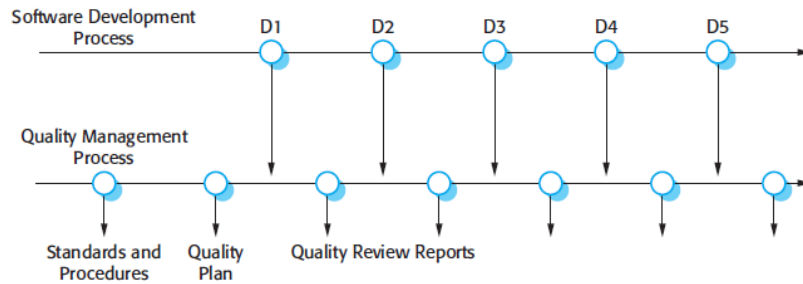 Software Development
Process
D1 D2 D3 D4 D5
Quality Management
Process
Standards and
Procedures
Quality
Plan
Quality Review Reports